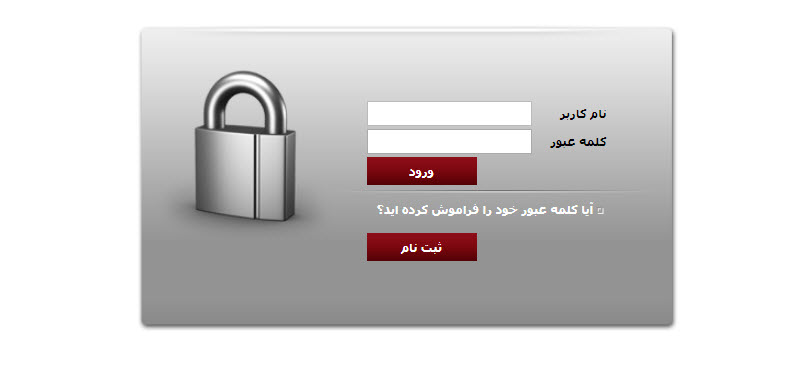 نام کاربر
کلمه عبور
ورود
آیا کلمه عبور خود را فراموش کرده اید؟
ثبت نام